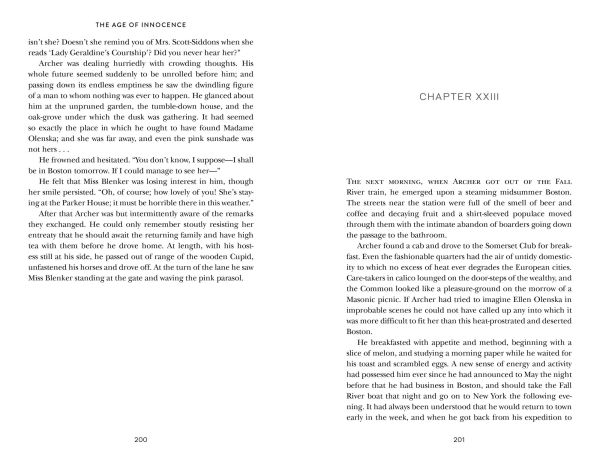 THE AGE OF INNOCENCE
isn't she? Doesn't she remind you of Mrs. Scott-Siddons when she
reads 'Lady Geraldine's Courtship'? Did you never hear her?"
Archer was dealing hurriedly with crowding thoughts. His
whole future seemed suddenly to be unrolled before him; and
passing down its endless emptiness he saw the dwindling figure
of a man to whom nothing was ever to happen. He glanced about
him at the unpruned garden, the tumble-down house, and the
oak-grove under which the dusk was gathering. It had seemed
so exactly the place in which he ought to have found Madame
Olenska; and she was far away, and even the pink sunshade was
not hers . . .
He frowned and hesitated. "You don't know, I suppose—I shall
be in Boston tomorrow. If I could manage to see her—"
He felt that Miss Blenker was losing interest in him, though
her smile persisted. "Oh, of course; how lovely of you! She's stay-
ing at the Parker House; it must be horrible there in this weather."
After that Archer was but intermittently aware of the remarks
they exchanged. He could only remember stoutly resisting her
entreaty that he should await the returning family and have high
tea with them before he drove home. At length, with his host-
ess still at his side, he passed out of range of the wooden Cupid,
unfastened his horses and drove off. At the turn of the lane he saw
Miss Blenker standing at the gate and waving the pink parasol.
200
CHAPTER XXIII
The next morning, when Archer got out of the Fall
River train, he emerged upon a steaming midsummer Boston.
The streets near the station were full of the smell of beer and
coffee and decaying fruit and a shirt-sleeved populace moved
through them with the intimate abandon of boarders going down
the passage to the bathroom.
Archer found a cab and drove to the Somerset Club for break-
fast. Even the fashionable quarters had the air of untidy domestic-
ity to which no excess of heat ever degrades the European cities.
Care-takers in calico lounged on the door-steps of the wealthy, and
the Common looked like a pleasure-ground on the morrow of a
Masonic picnic. If Archer had tried to imagine Ellen Olenska in
improbable scenes he could not have called up any into which it
was more difficult to fit her than this heat-prostrated and deserted
Boston.
He breakfasted with appetite and method, beginning with a
slice of melon, and studying a morning paper while he waited for
his toast and scrambled eggs. A new sense of energy and activity
had possessed him ever since he had announced to May the night
before that he had business in Boston, and should take the Fall
River boat that night and go on to New York the following eve-
ning. It had always been understood that he would return to town
early in the week, and when he got back from his expedition to
201